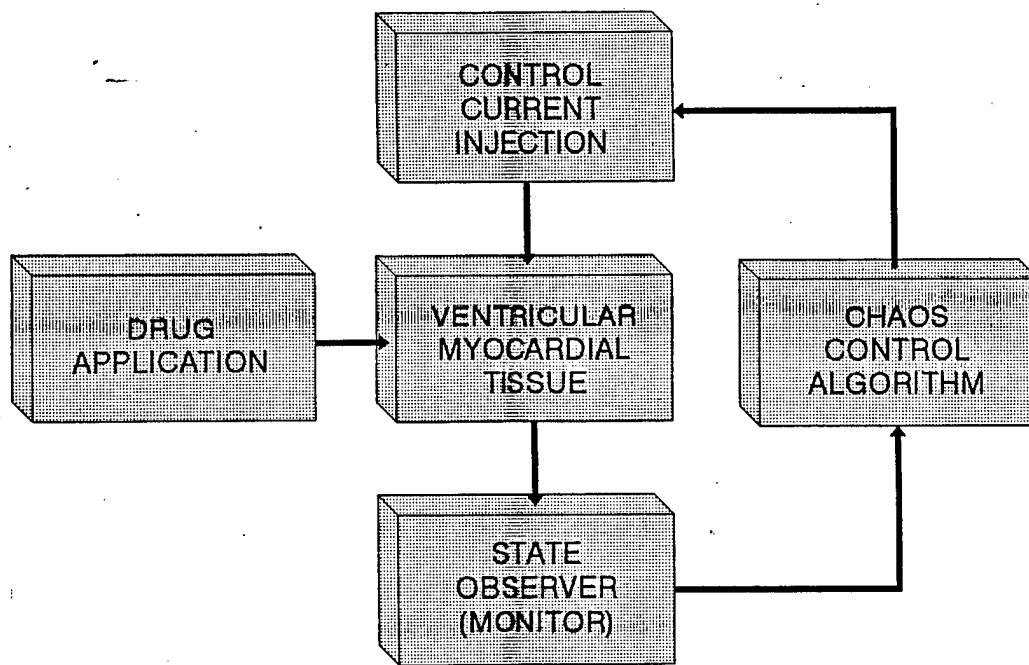 CONTROL
CURRENT
INJECTION
DRUG
APPLICATION
VENTRICULAR
MYOCARDIAL
TISSUE
CHAOS
CONTROL
ALGORITHM
STATE
OBSERVER
(MONITOR)